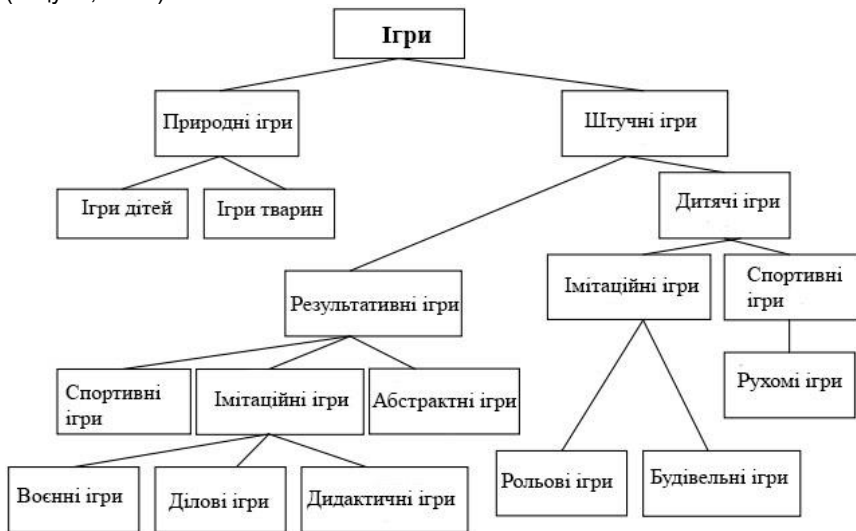 Ігри
Природні ігри
Штучні ігри
Ігри дітей
Ігри тварин
Дитячі ігри
Результативні ігри
Імітаційні ігри
Спортивні
ігри
Спортивні
ігри
Імітаційні ігри
Абстрактні ігри
Рухомі ігри
Воєнні ігри
Ділові ігри
Дидактичні ігри
Рольові ігри
Будівельні ігри